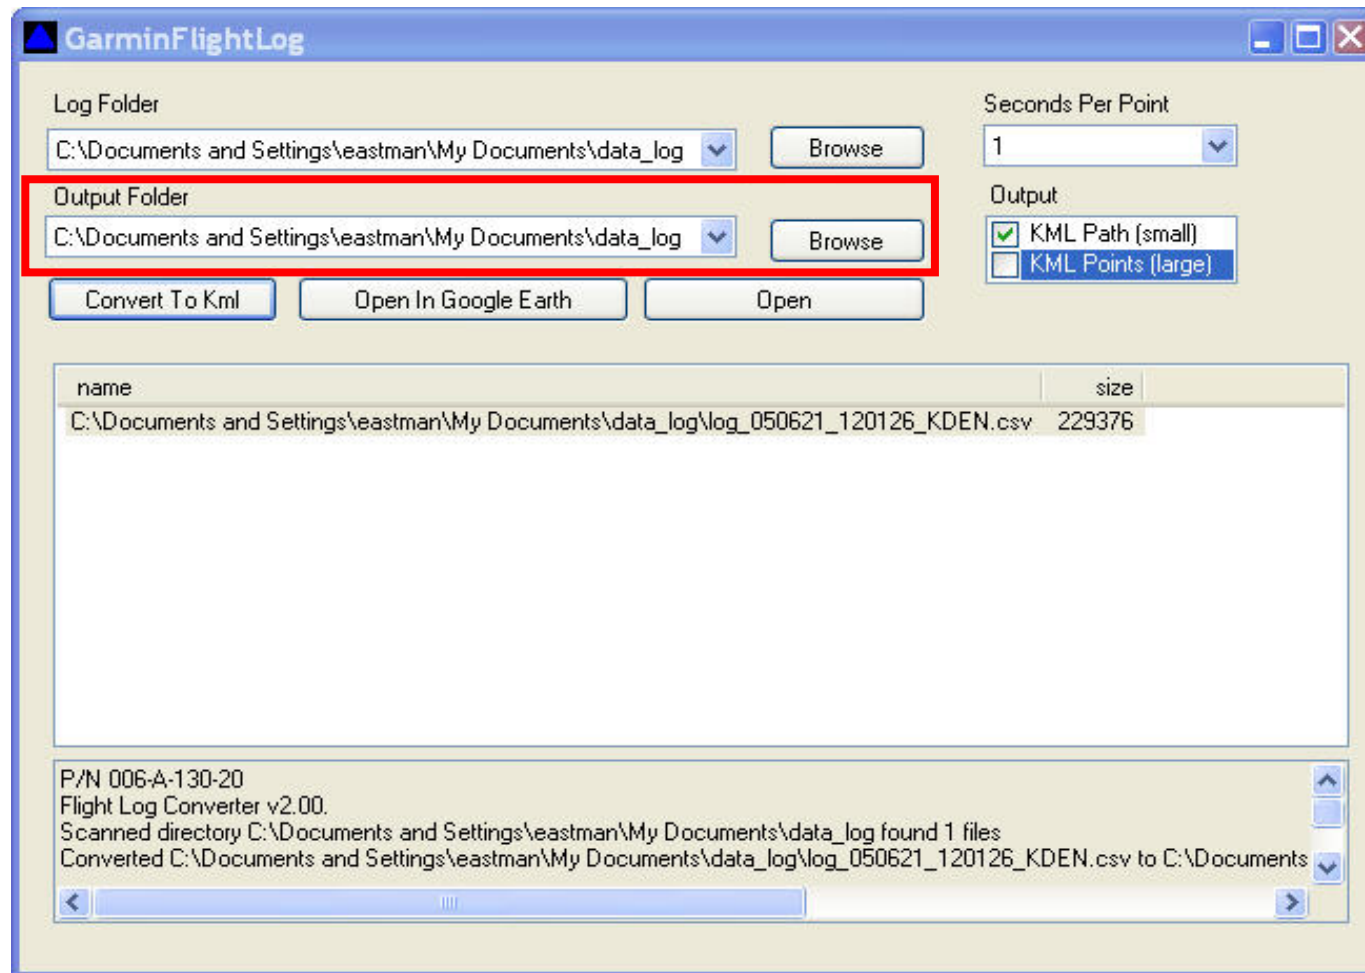 GarminFlightLog
Log Folder
Seconds Per Point
C:\Documents and Settings\eastman\My Documents\data_log
Browse
1
Output Folder
Output
C:\Documents and Settings\eastman\My Documents\data_log
Browse
KML Path (small)
KML Points (large)
Convert To Kml
Open In Google Earth
Open
name size
C:\Documents and Settings\eastman\My Documents\data_log\log_050621_120126_KDEN.csv 229376
P/N 006-A-130-20
Flight Log Converter v2.00.
Scanned directory C:\Documents and Settings\eastman\My Documents\data_log found 1 files
Converted C:\Documents and Settings\eastman\My Documents\data_log\log_050621_120126_KDEN.csv to C:\Documents